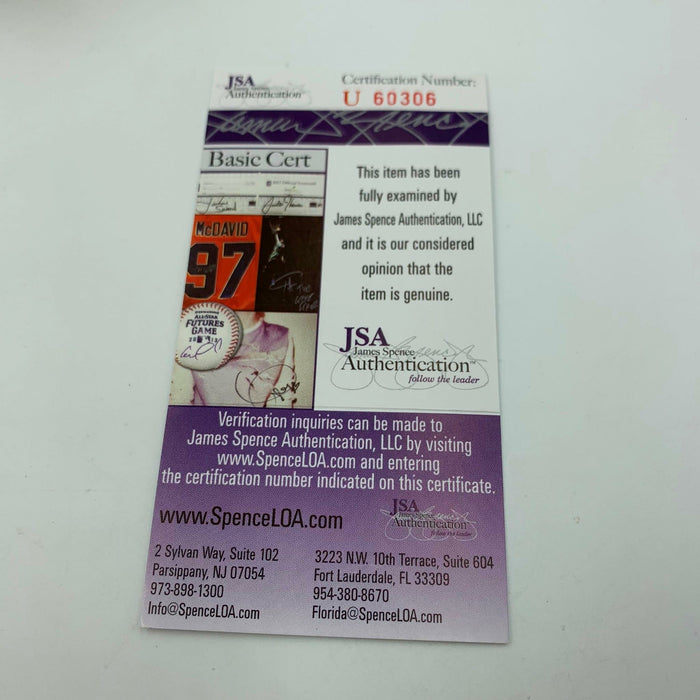 JSA
James Spence
Authentication
Certification Number:
U 60306
Basic Cert
McDAVID
97
ALL-STAR
FUTURES
GAME
This item has been
fully examined by
James Spence Authentication, LLC
and it is our considered
opinion that the
item is genuine.
JSA
James Spence
Authentication™
follow the leader
Verification inquiries can be made to
James Spence Authentication, LLC by visiting
www.SpenceLOA.com and entering
the certification number indicated on this certificate.
www.SpenceLOA.com
JSA
James Spence
Authentication
follow the leader
2 Sylvan Way, Suite 102
Parsippany, NJ 07054
973-898-1300
Info@SpenceLOA.com
3223 N.W. 10th Terrace, Suite 604
Fort Lauderdale, FL 33309
954-380-8670
Florida@SpenceLOA.com